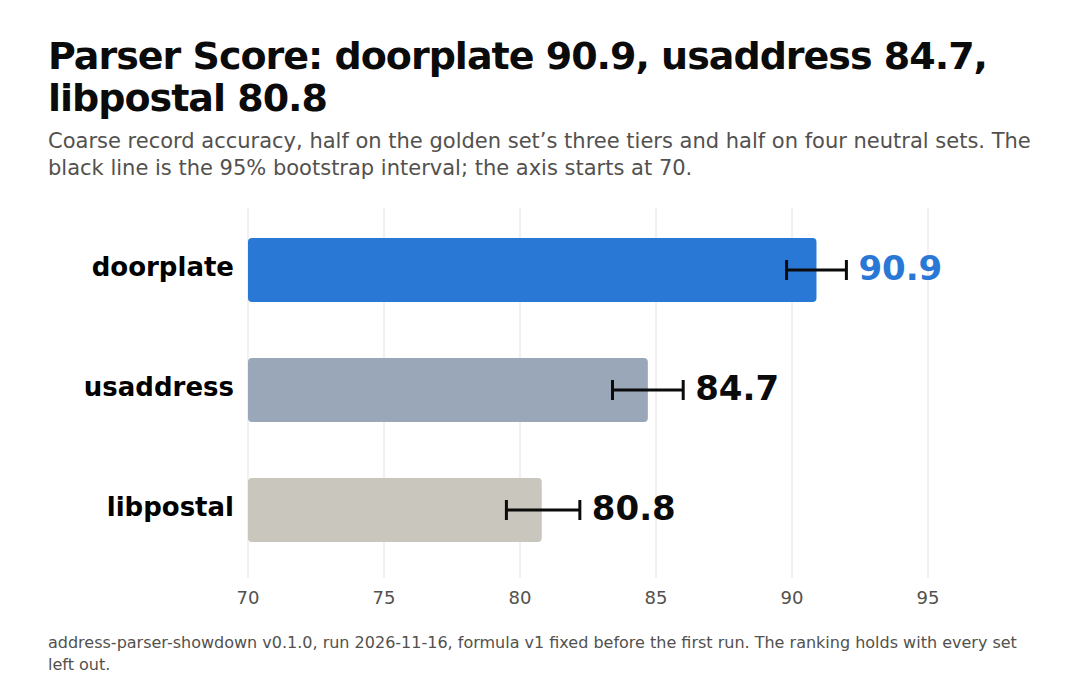 Parser Score: doorplate 90.9, usaddress 84.7,
libpostal 80.8
Coarse record accuracy, half on the golden set’s three tiers and half on four neutral sets. The
black line is the 95% bootstrap interval; the axis starts at 70.
doorplate
90.9
usaddress
84.7
libpostal
80.8
70 75 80 85 90 95
address-parser-showdown v0.1.0, run 2026-11-16, formula v1 fixed before the first run. The ranking holds with every set
left out.